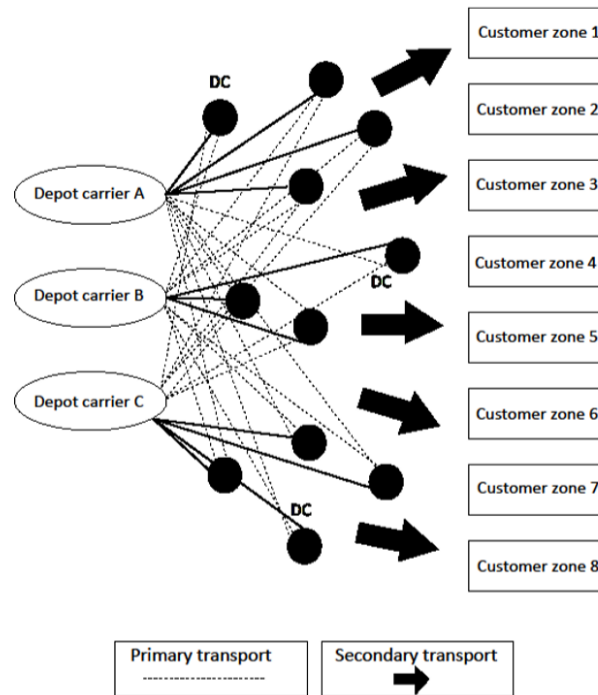 Customer zone 1
DC
Customer zone 2
Depot carrier A
Customer zone 3
Customer zone 4
DC
Depot carrier B
Customer zone 5
Depot carrier C
Customer zone 6
Customer zone 7
DC
Customer zone 8
Primary transport
Secondary transport